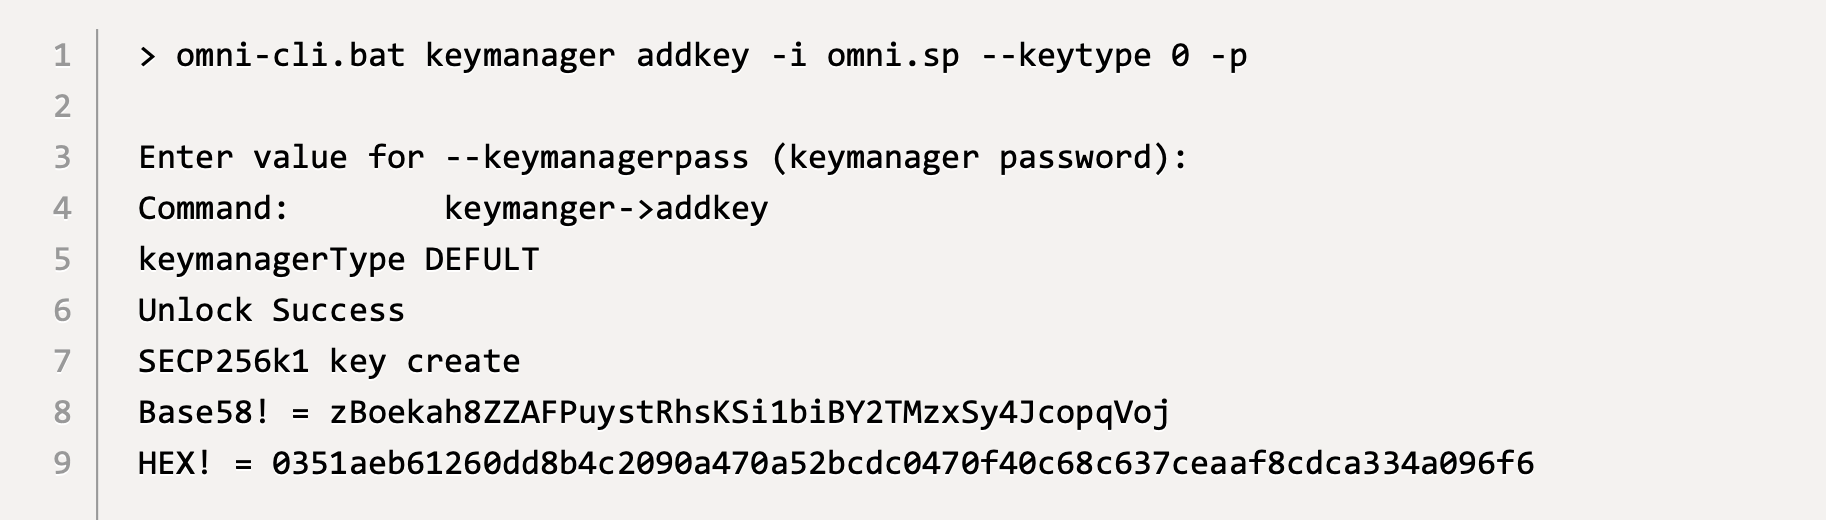 1 > omni-cli.bat keymanager addkey -i omni.sp --keytype 0 -p
2
3 Enter value for --keymanagerpass (keymanager password):
4 Command:        keymanger->addkey
5 keymanagerType DEFULT
6 Unlock Success
7 SECP256k1 key create
8 Base58! = zBoekah8ZZAFPuystRhsKSi1biBY2TMzxSy4JcopqVoj
9 HEX! = 0351aeb61260dd8b4c2090a470a52bcdc0470f40c68c637ceaaf8cdca334a096f6